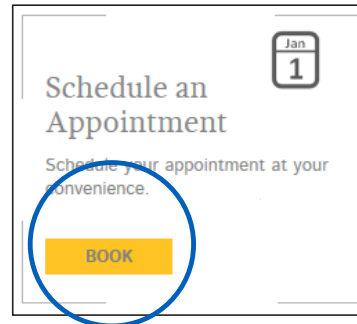 Jan
1
Schedule an
Appointment
Schedule your appointment at your
convenience.
BOOK